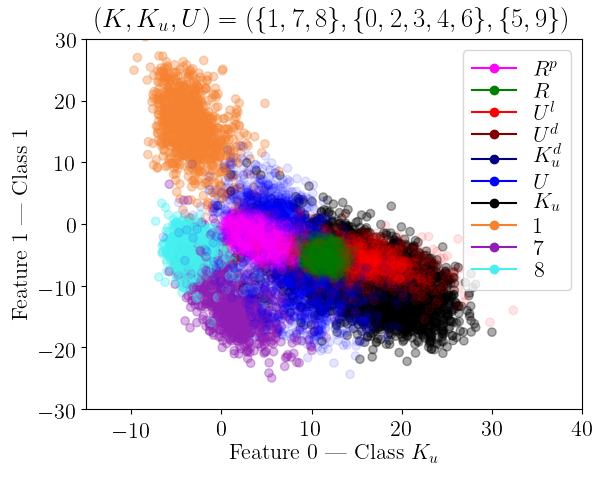 (K, K_u, U) = ({1, 7, 8}, {0, 2, 3, 4, 6}, {5, 9})
30
20
10
0
−10
−20
−30
Feature 1 — Class 1
R^p
R
U^l
U^d
K_u^d
U
K_u
1
7
8
−10
0
10
20
30
40
Feature 0 — Class K_u